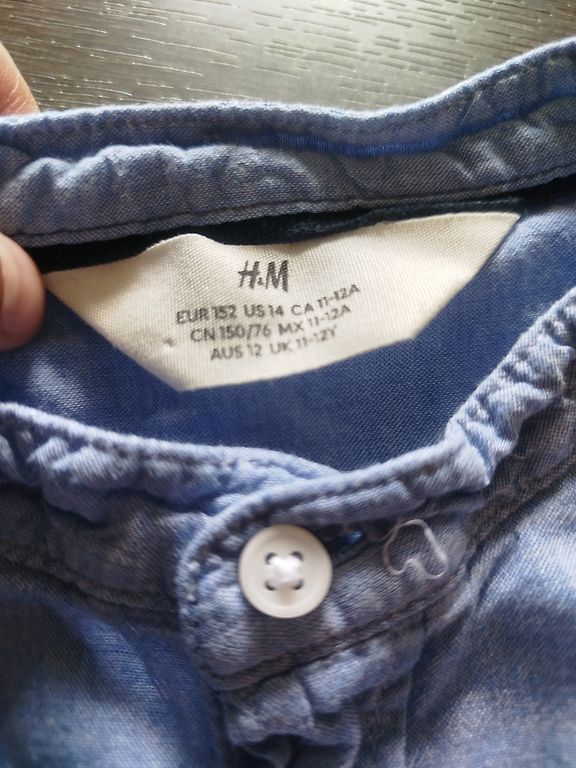 H&M
EUR 152 US 14 CA 11-12A
CN 150/76 MX 11-12A
AUS 12 UK 11-12Y